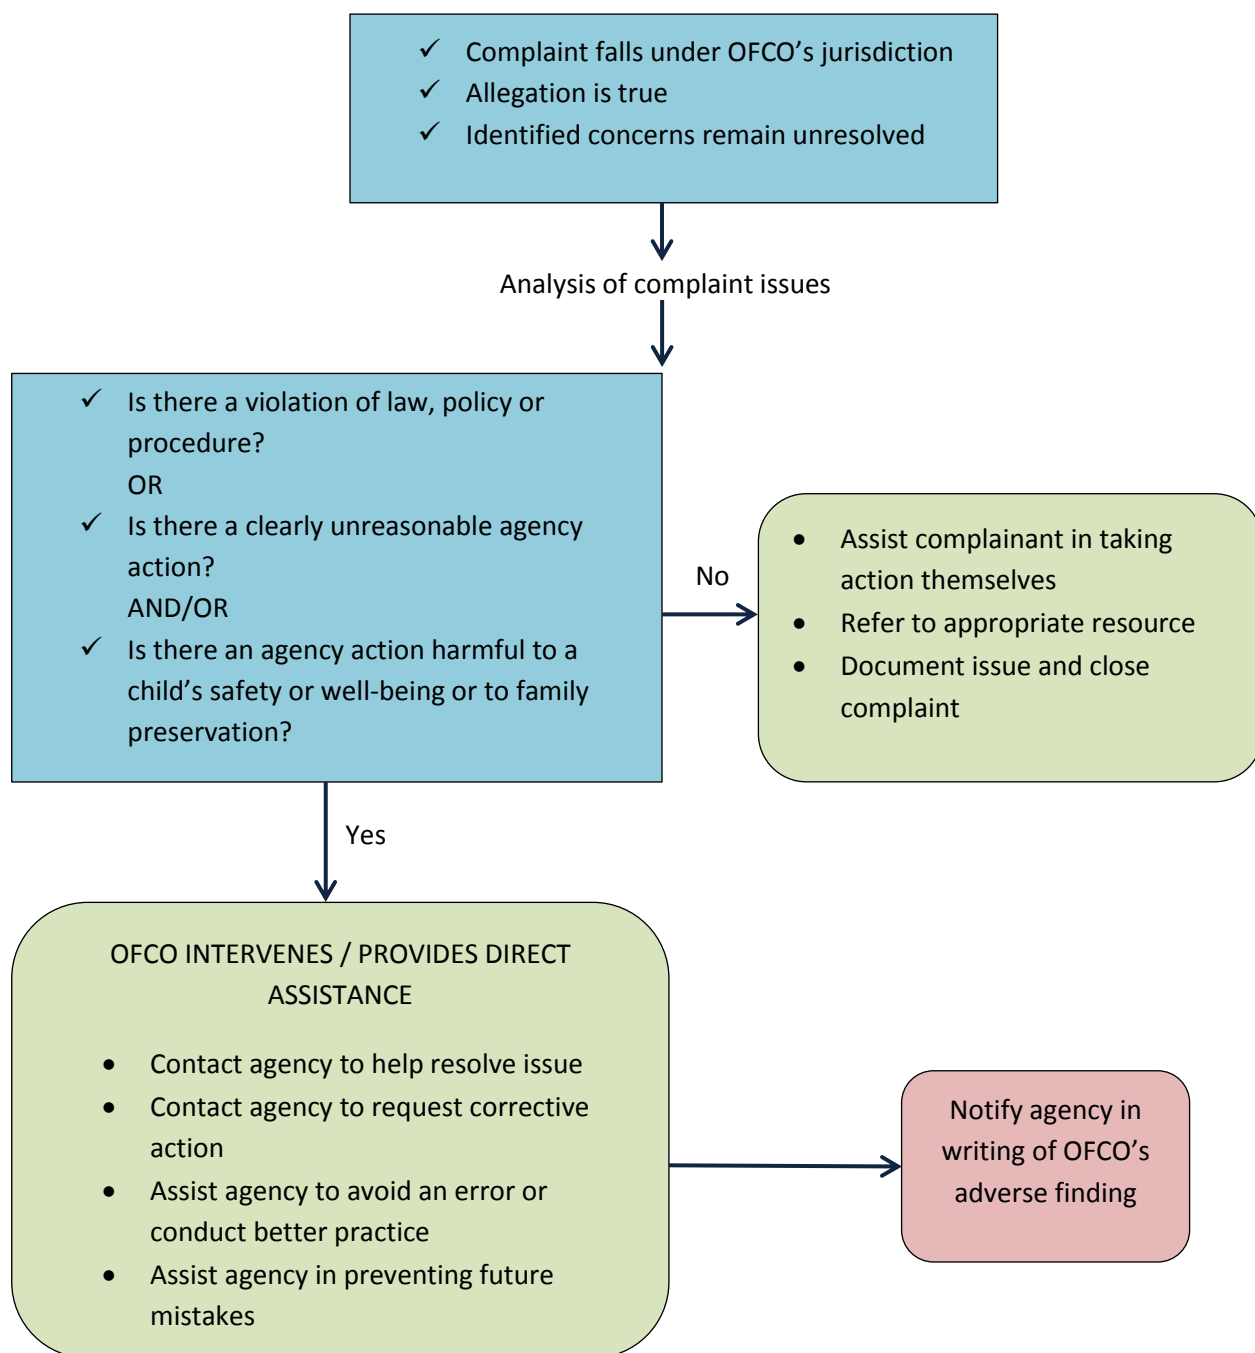 ✓ Complaint falls under OFCO’s jurisdiction
✓ Allegation is true
✓ Identified concerns remain unresolved
Analysis of complaint issues
✓ Is there a violation of law, policy or
procedure?
OR
✓ Is there a clearly unreasonable agency
action?
AND/OR
✓ Is there an agency action harmful to a
child’s safety or well-being or to family
preservation?
No
• Assist complainant in taking
action themselves
• Refer to appropriate resource
• Document issue and close
complaint
Yes
OFCO INTERVENES / PROVIDES DIRECT
ASSISTANCE
• Contact agency to help resolve issue
• Contact agency to request corrective
action
• Assist agency to avoid an error or
conduct better practice
• Assist agency in preventing future
mistakes
Notify agency in
writing of OFCO’s
adverse finding